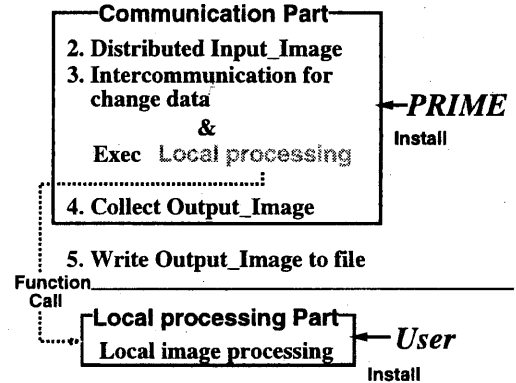 Communication Part
2. Distributed Input_Image
3. Intercommunication for
change data
&
Exec Local processing
PRIME
Install
4. Collect Output_Image
5. Write Output_Image to file
Function
Call
Local processing Part
Local image processing
User
Install